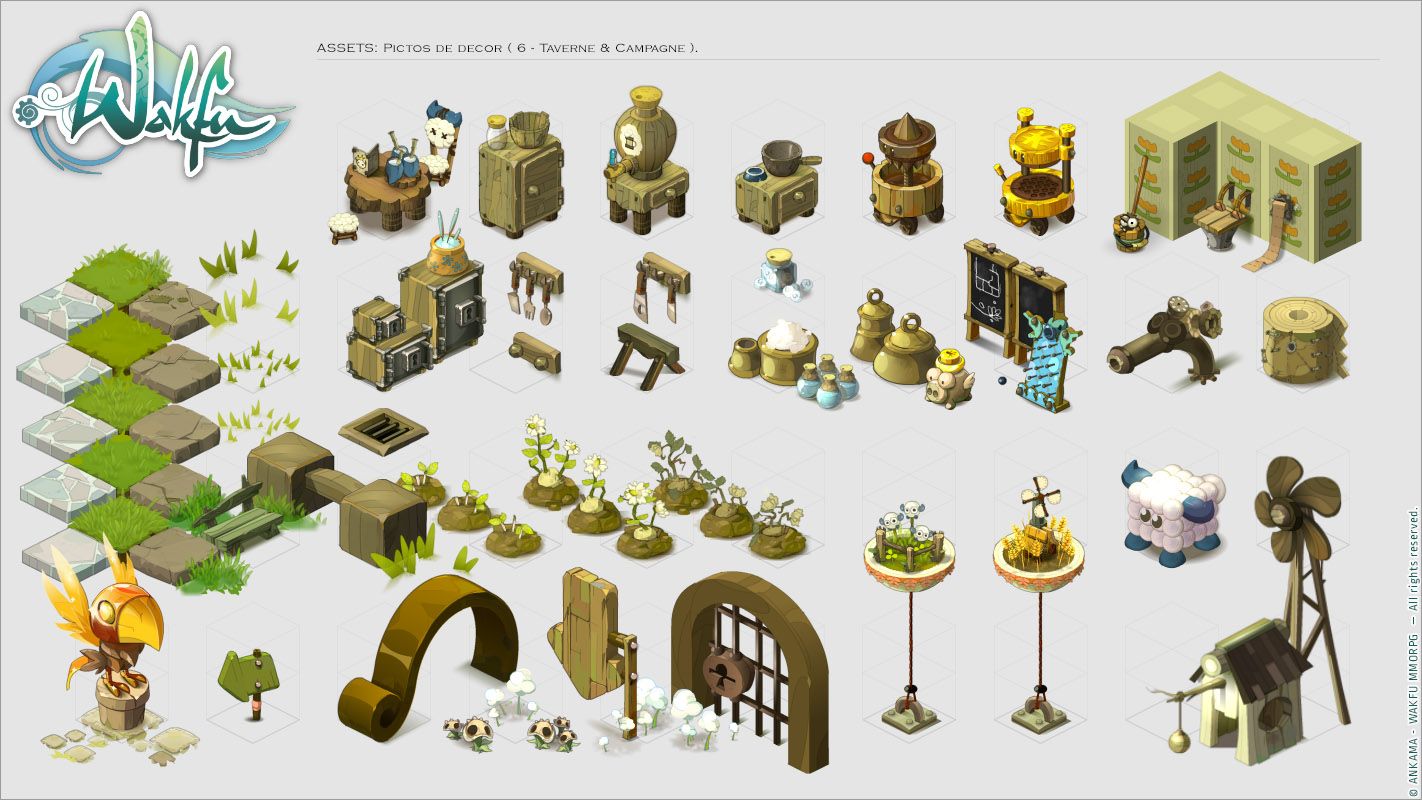 Wakfu
ASSETS: Pictos de decor ( 6 - Taverne & Campagne ).
© ANKAMA - WAKFU MMORPG - All rights reserved.